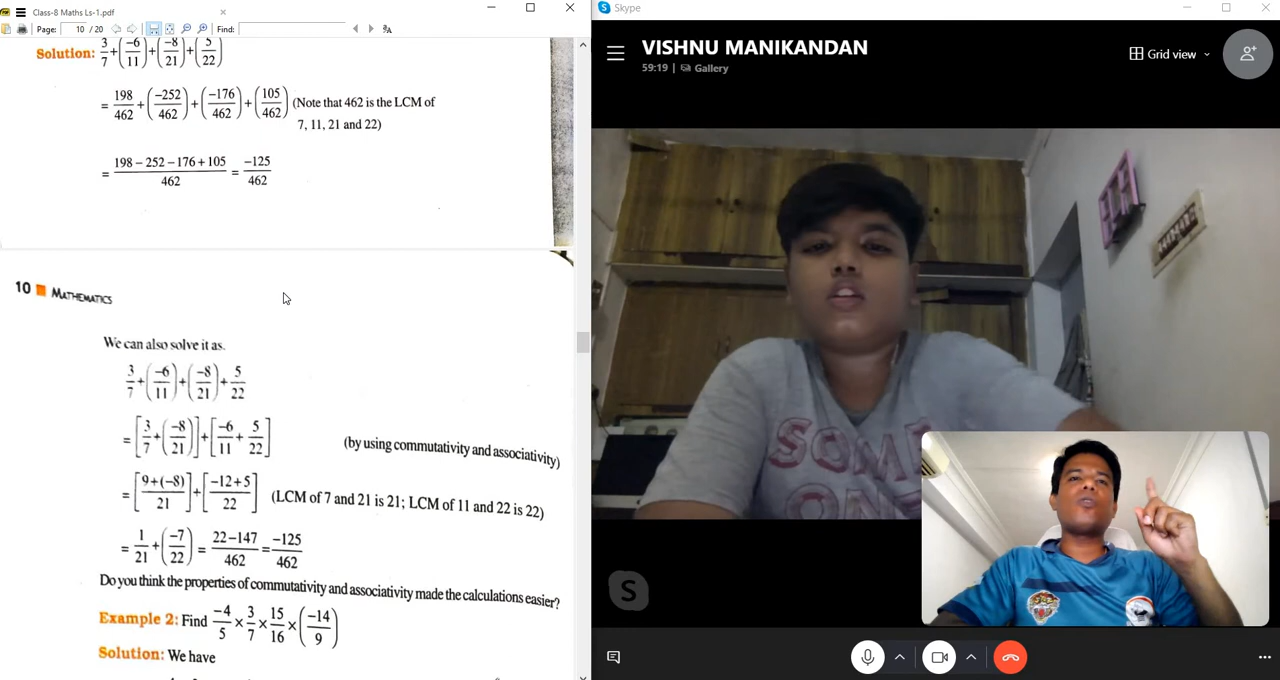 Class-8 Maths Ls-1.pdf
Page: 10 / 20 Find:
Solution: 3/7 + (-6/11) + (-8/21) + (5/22)
= 198/462 + (-252/462) + (-176/462) + (105/462) (Note that 462 is the LCM of
7, 11, 21 and 22)
= 198 – 252 – 176 + 105/462 = -125/462
10 MATHEMATICS
We can also solve it as.
3/7 + (-6/11) + (-8/21) + 5/22
= [3/7 + (-8/21)] + [-6/11 + 5/22] (by using commutativity and associativity)
= [9+(-8)/21] + [-12+5/22] (LCM of 7 and 21 is 21; LCM of 11 and 22 is 22)
= 1/21 + (-7/22) = 22–147/462 = -125/462
Do you think the properties of commutativity and associativity made the calculations easier?
Example 2: Find -4/5 × 3/7 × 15/16 × (-14/9)
Solution: We have
Skype
VISHNU MANIKANDAN
59:19 | Gallery
Grid view
SOME
ONE
S